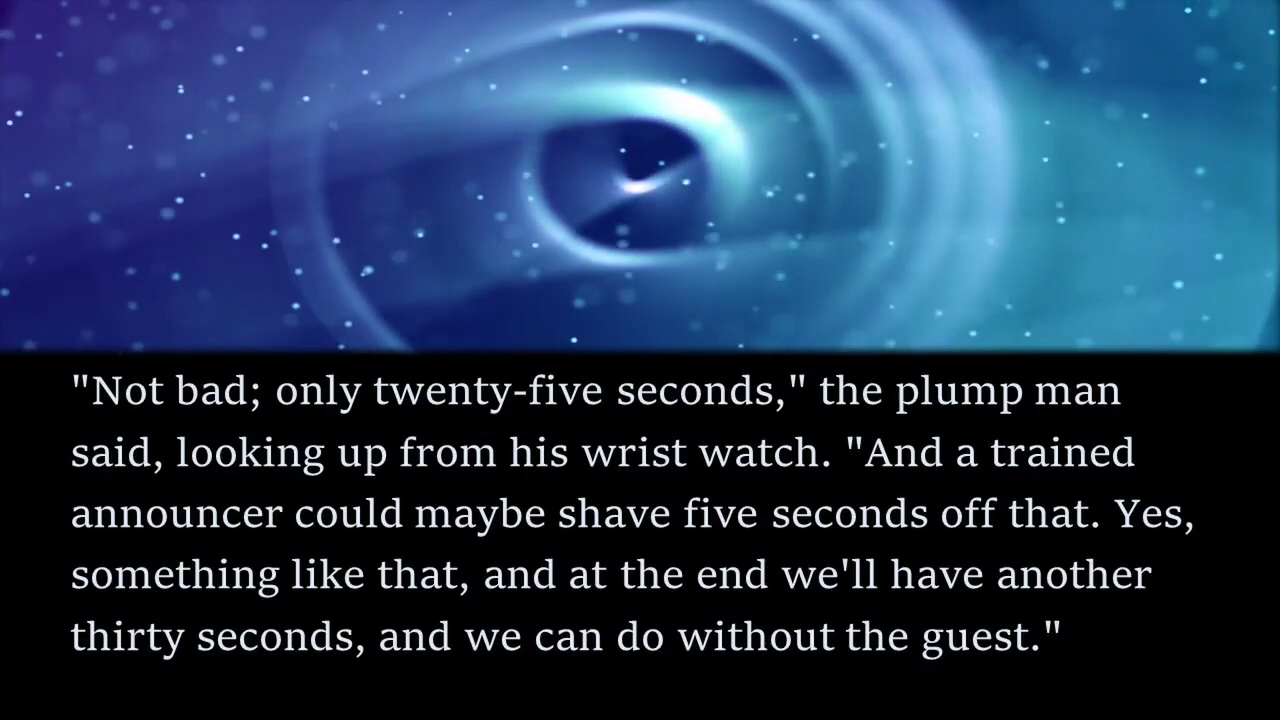 "Not bad; only twenty-five seconds," the plump man
said, looking up from his wrist watch. "And a trained
announcer could maybe shave five seconds off that. Yes,
something like that, and at the end we'll have another
thirty seconds, and we can do without the guest."